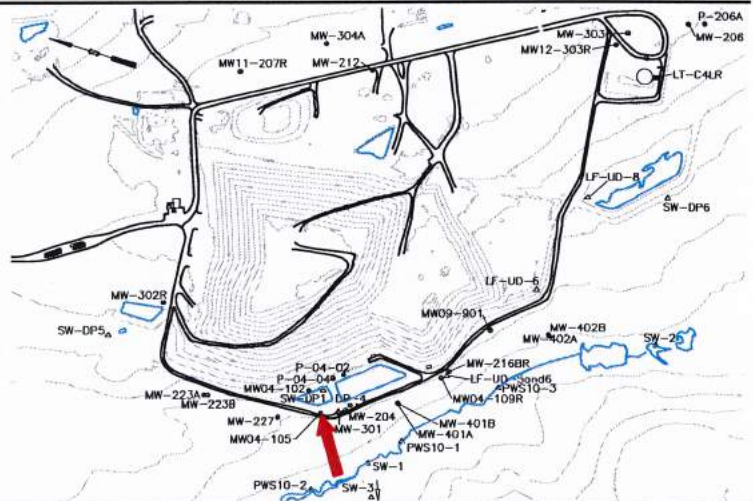 P-206A
MW-304A
MW-303
MW-206
MW12-303R
MW11-207R
MW-212
LT-C4LR
LF-UD-8
SW-DP6
LF-UD-6
MW-302R
MW09-901
SW-DP5
MW-402B
MW-402A
SW-2
P-04-02
MW-216BR
P-04-04
MW04-102
LF-UD-5and6
SW-DP1
DP-4
PWS10-3
MW-223A
MW-223B
MW04-109R
MW-204
MW-227
MW-301
MW-401B
MW04-105
MW-401A
PWS10-1
SW-1
PWS10-2
SW-3